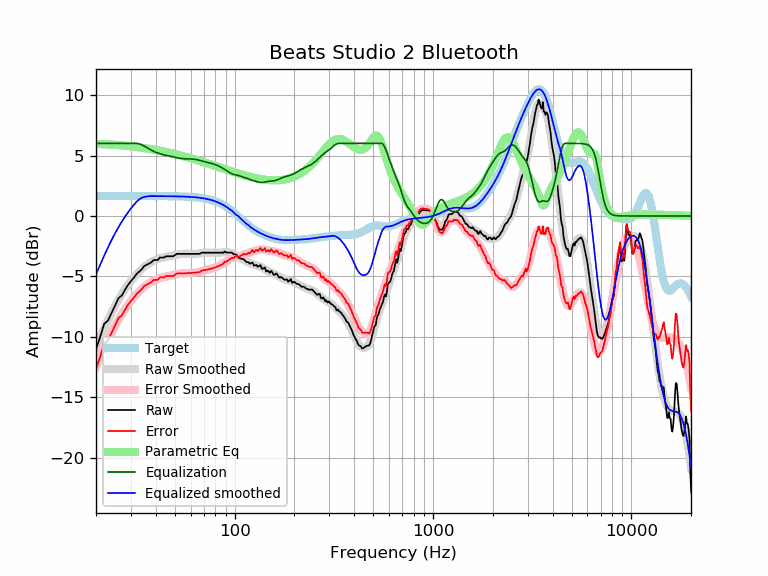 Beats Studio 2 Bluetooth
10
5
0
−5
−10
−15
−20
Amplitude (dBr)
Target
Raw Smoothed
Error Smoothed
Raw
Error
Parametric Eq
Equalization
Equalized smoothed
100
1000
10000
Frequency (Hz)